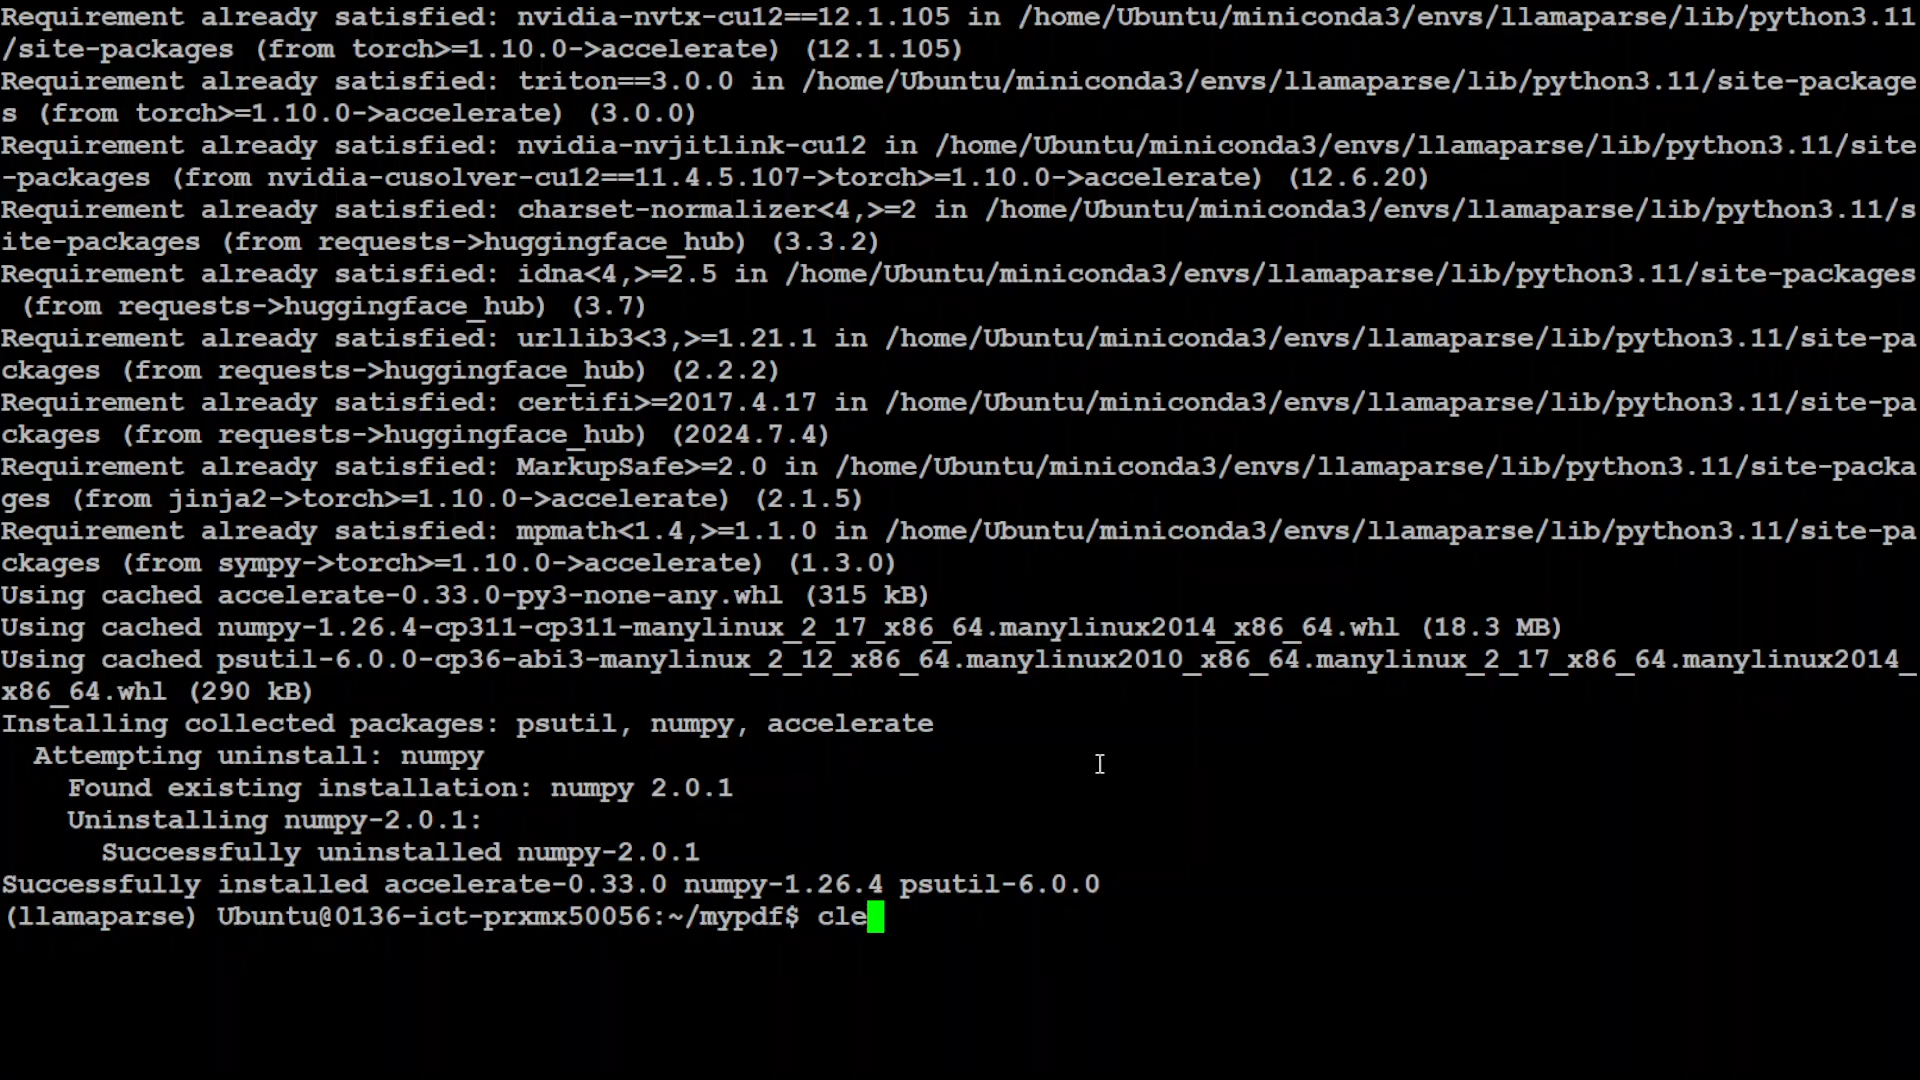 Requirement already satisfied: nvidia-nvtx-cu12==12.1.105 in /home/Ubuntu/miniconda3/envs/llamaparse/lib/python3.11
/site-packages (from torch>=1.10.0->accelerate) (12.1.105)
Requirement already satisfied: triton==3.0.0 in /home/Ubuntu/miniconda3/envs/llamaparse/lib/python3.11/site-package
s (from torch>=1.10.0->accelerate) (3.0.0)
Requirement already satisfied: nvidia-nvjitlink-cu12 in /home/Ubuntu/miniconda3/envs/llamaparse/lib/python3.11/site
-packages (from nvidia-cusolver-cu12==11.4.5.107->torch>=1.10.0->accelerate) (12.6.20)
Requirement already satisfied: charset-normalizer<4,>=2 in /home/Ubuntu/miniconda3/envs/llamaparse/lib/python3.11/s
ite-packages (from requests->huggingface_hub) (3.3.2)
Requirement already satisfied: idna<4,>=2.5 in /home/Ubuntu/miniconda3/envs/llamaparse/lib/python3.11/site-packages
 (from requests->huggingface_hub) (3.7)
Requirement already satisfied: urllib3<3,>=1.21.1 in /home/Ubuntu/miniconda3/envs/llamaparse/lib/python3.11/site-pa
ckages (from requests->huggingface_hub) (2.2.2)
Requirement already satisfied: certifi>=2017.4.17 in /home/Ubuntu/miniconda3/envs/llamaparse/lib/python3.11/site-pa
ckages (from requests->huggingface_hub) (2024.7.4)
Requirement already satisfied: MarkupSafe>=2.0 in /home/Ubuntu/miniconda3/envs/llamaparse/lib/python3.11/site-packa
ges (from jinja2->torch>=1.10.0->accelerate) (2.1.5)
Requirement already satisfied: mpmath<1.4,>=1.1.0 in /home/Ubuntu/miniconda3/envs/llamaparse/lib/python3.11/site-pa
ckages (from sympy->torch>=1.10.0->accelerate) (1.3.0)
Using cached accelerate-0.33.0-py3-none-any.whl (315 kB)
Using cached numpy-1.26.4-cp311-cp311-manylinux_2_17_x86_64.manylinux2014_x86_64.whl (18.3 MB)
Using cached psutil-6.0.0-cp36-abi3-manylinux_2_12_x86_64.manylinux2010_x86_64.manylinux_2_17_x86_64.manylinux2014_
x86_64.whl (290 kB)
Installing collected packages: psutil, numpy, accelerate
  Attempting uninstall: numpy
    Found existing installation: numpy 2.0.1
    Uninstalling numpy-2.0.1:
      Successfully uninstalled numpy-2.0.1
Successfully installed accelerate-0.33.0 numpy-1.26.4 psutil-6.0.0
(llamaparse) Ubuntu@0136-ict-prxmx50056:~/mypdf$ cle